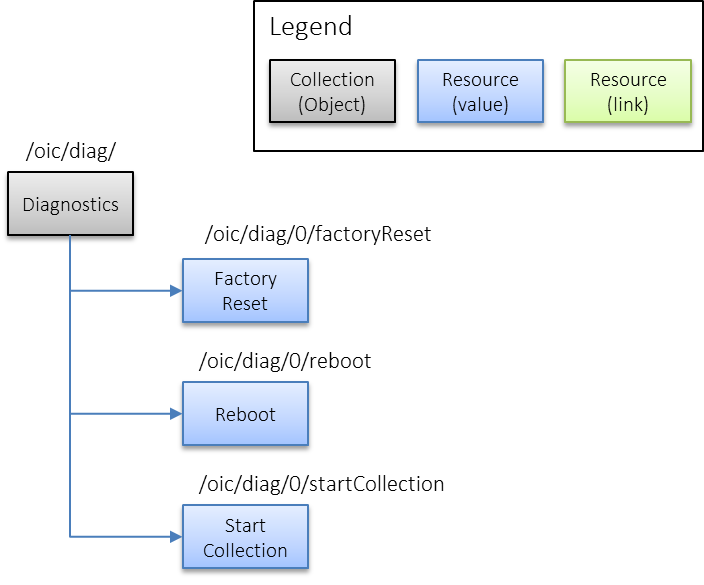 Legend
Collection
(Object)
Resource
(value)
Resource
(link)
/oic/diag/
Diagnostics
/oic/diag/0/factoryReset
Factory
Reset
/oic/diag/0/reboot
Reboot
/oic/diag/0/startCollection
Start
Collection